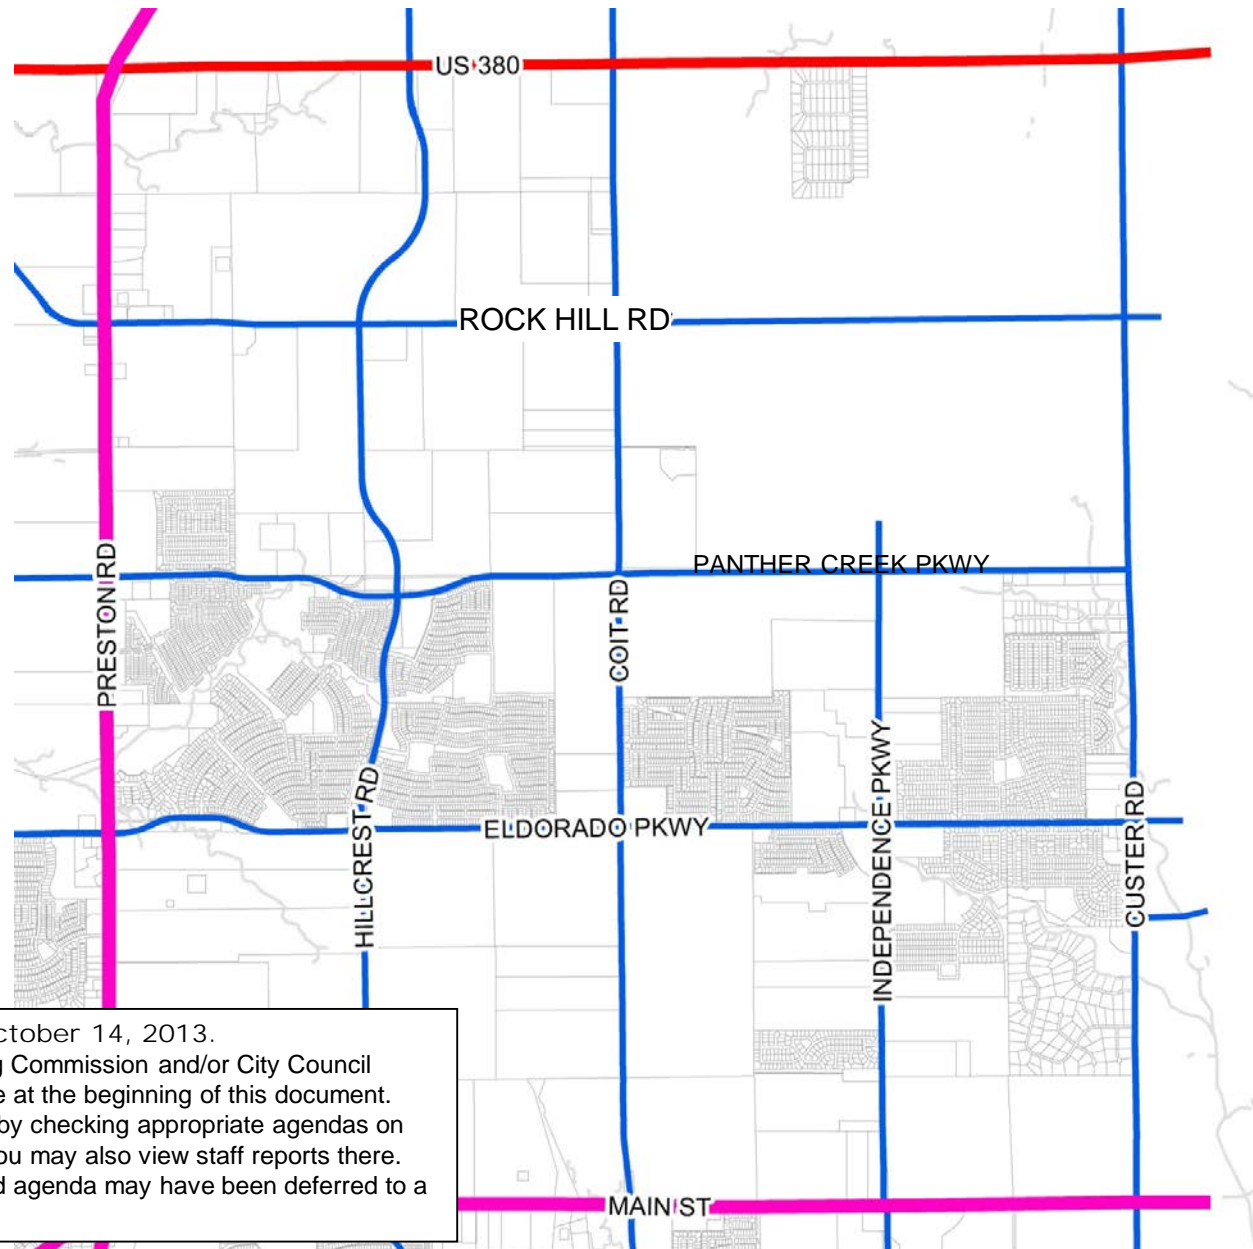 US 380
ROCK HILL RD
PANTHER CREEK PKWY
PRESTON RD
COIT RD
INDEPENDENCE PKWY
HILLCREST RD
ELDORADO PKWY
CUSTER RD
ctober 14, 2013.
g Commission and/or City Council
e at the beginning of this document.
by checking appropriate agendas on
ou may also view staff reports there.
d agenda may have been deferred to a
MAIN ST